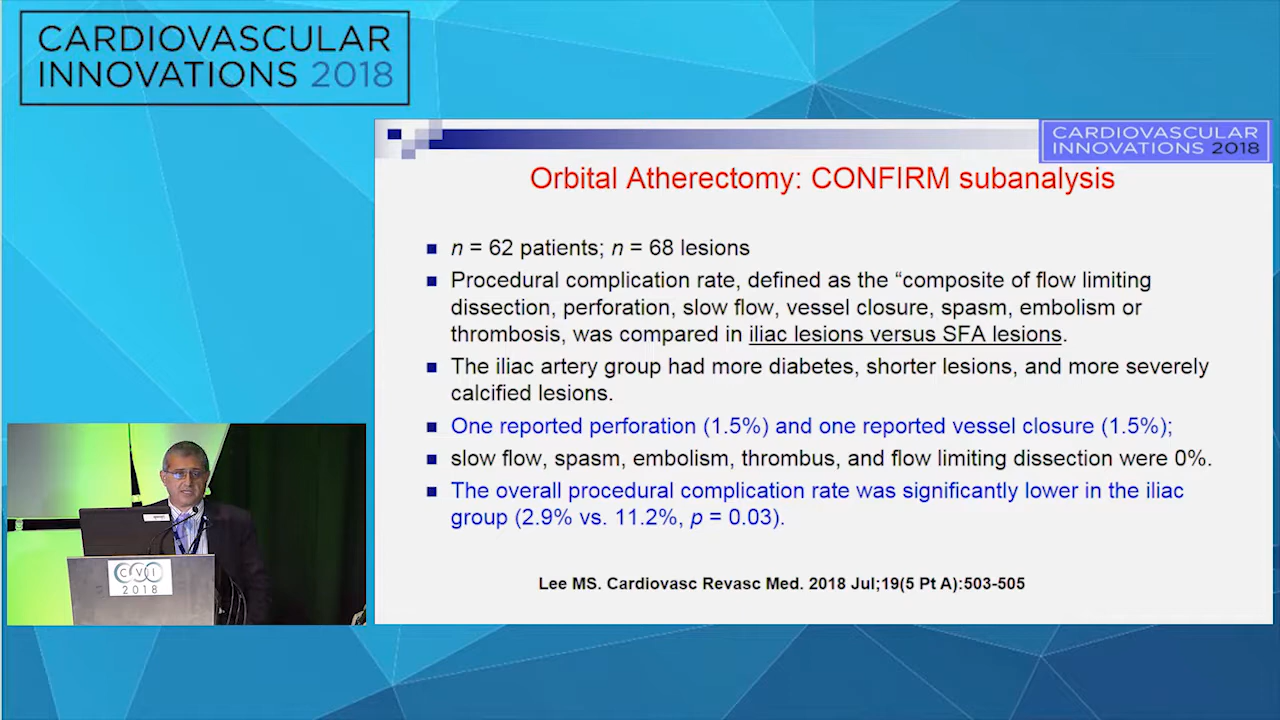 CARDIOVASCULAR
INNOVATIONS 2018
CARDIOVASCULAR
INNOVATIONS 2018
Orbital Atherectomy: CONFIRM subanalysis
n = 62 patients; n = 68 lesions
Procedural complication rate, defined as the “composite of flow limiting
dissection, perforation, slow flow, vessel closure, spasm, embolism or
thrombosis, was compared in iliac lesions versus SFA lesions.
The iliac artery group had more diabetes, shorter lesions, and more severely
calcified lesions.
One reported perforation (1.5%) and one reported vessel closure (1.5%);
slow flow, spasm, embolism, thrombus, and flow limiting dissection were 0%.
The overall procedural complication rate was significantly lower in the iliac
group (2.9% vs. 11.2%, p = 0.03).
Lee MS. Cardiovasc Revasc Med. 2018 Jul;19(5 Pt A):503-505
CVI
2018